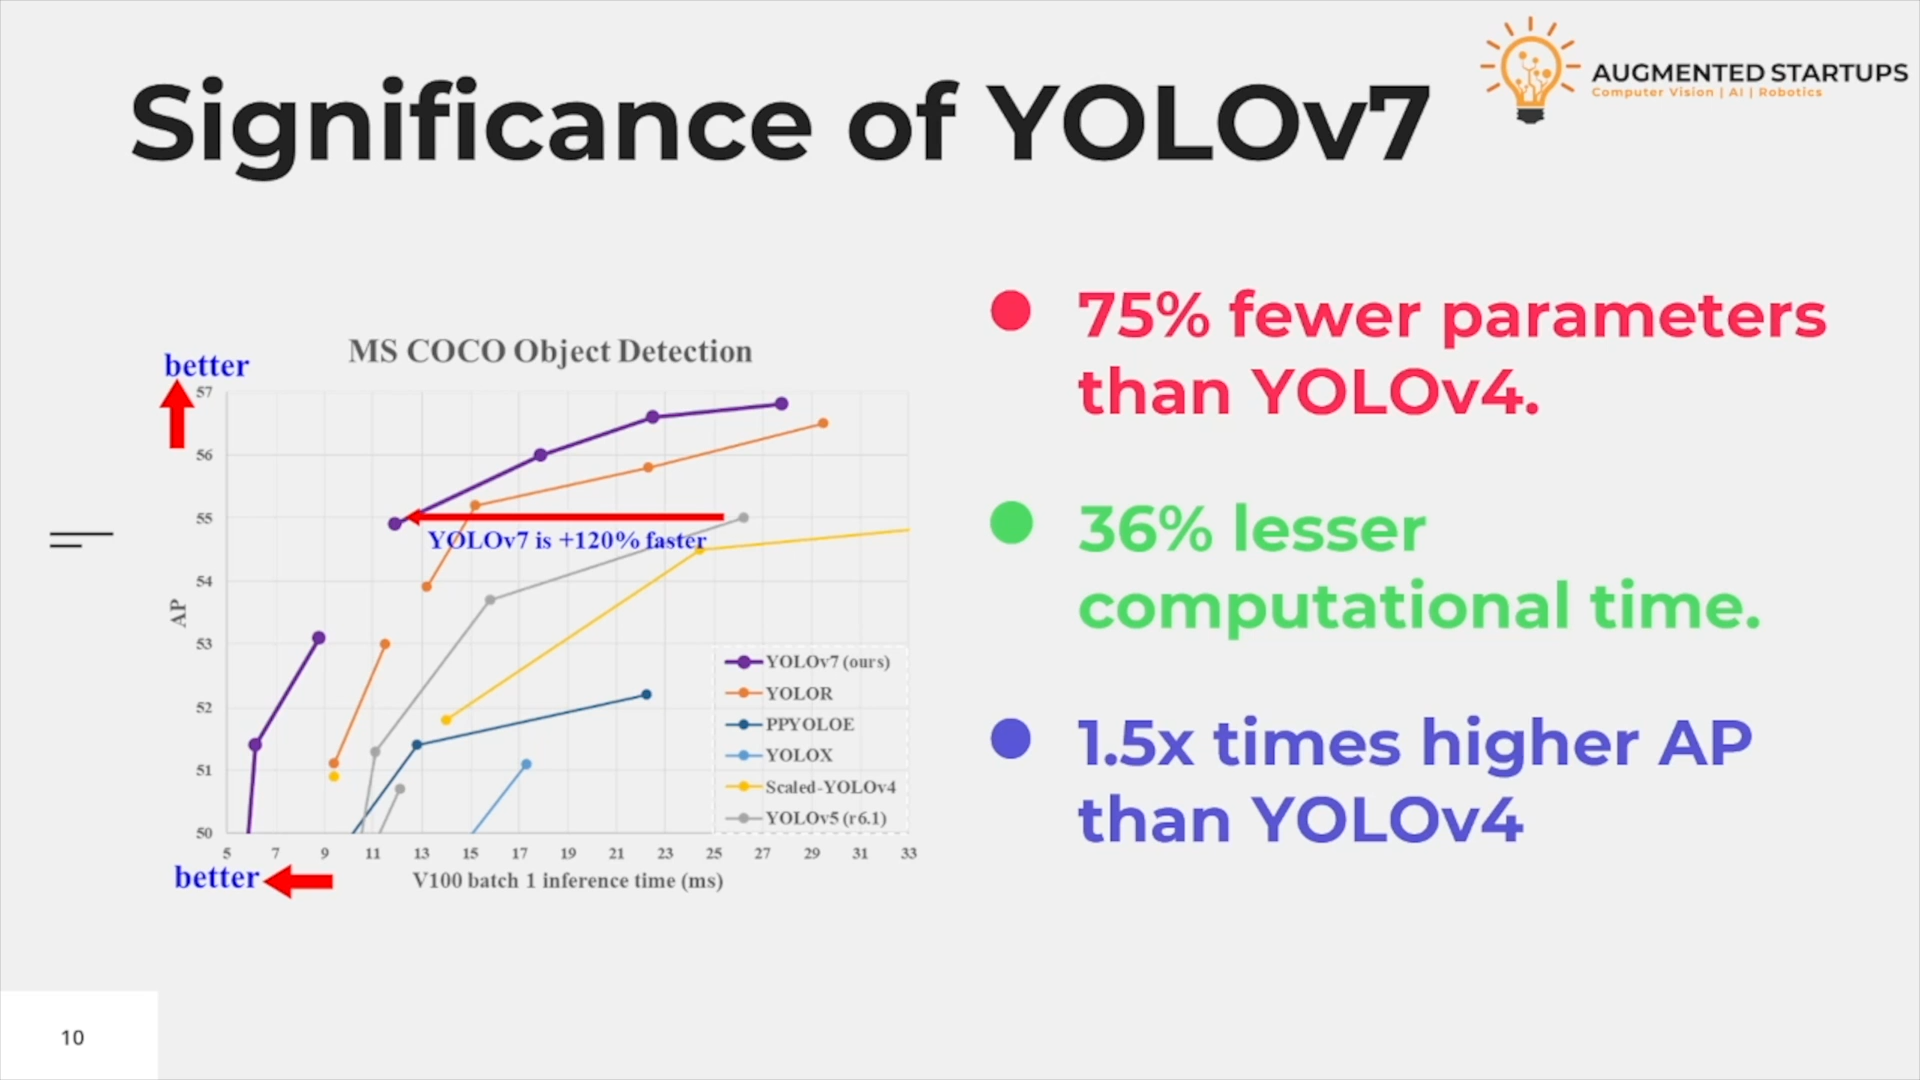 Significance of YOLOv7
AUGMENTED STARTUPS
Computer Vision | AI | Robotics
MS COCO Object Detection
better
57
56
55
54
53
52
51
50
AP
YOLOv7 is +120% faster
YOLOv7 (ours)
YOLOR
PPYOLOE
YOLOX
Scaled-YOLOv4
YOLOv5 (r6.1)
5 7 9 11 13 15 17 19 21 23 25 27 29 31 33
better
V100 batch 1 inference time (ms)
75% fewer parameters
than YOLOv4.
36% lesser
computational time.
1.5x times higher AP
than YOLOv4
10